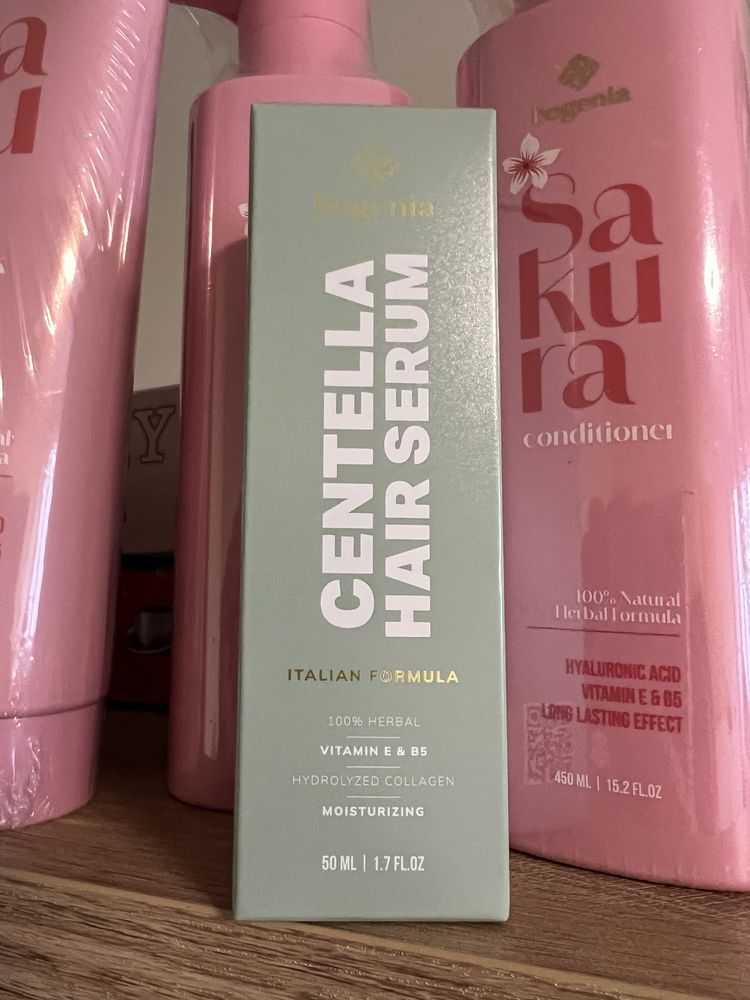 bogenia
CENTELLA
HAIR SERUM
ITALIAN FORMULA
100% HERBAL
VITAMIN E & B5
HYDROLYZED COLLAGEN
MOISTURIZING
50 ML | 1.7 FL.OZ
bogenia
Sa
ku
ra
conditioner
100% Natural
Herbal Formula
HYALURONIC ACID
VITAMIN E & B5
LONG LASTING EFFECT
450 ML | 15.2 FL.OZ